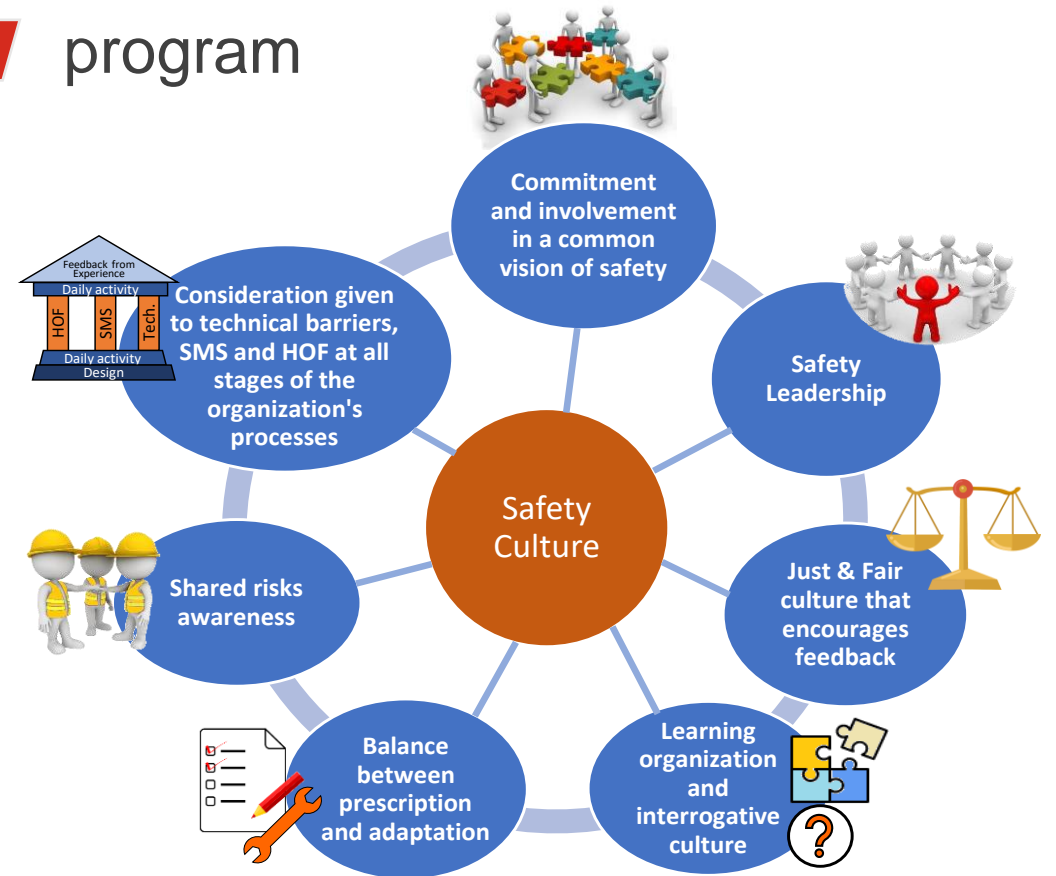 program
Commitment
and involvement
in a common
vision of safety
Safety
Leadership
Just & Fair
culture that
encourages
feedback
Learning
organization
and
interrogative
culture
?
Balance
between
prescription
and adaptation
Shared risks
awareness
Consideration given
to technical barriers,
SMS and HOF at all
stages of the
organization's
processes
Feedback from
Experience
Daily activity
HOF
SMS
Tech.
Daily activity
Design
Safety
Culture